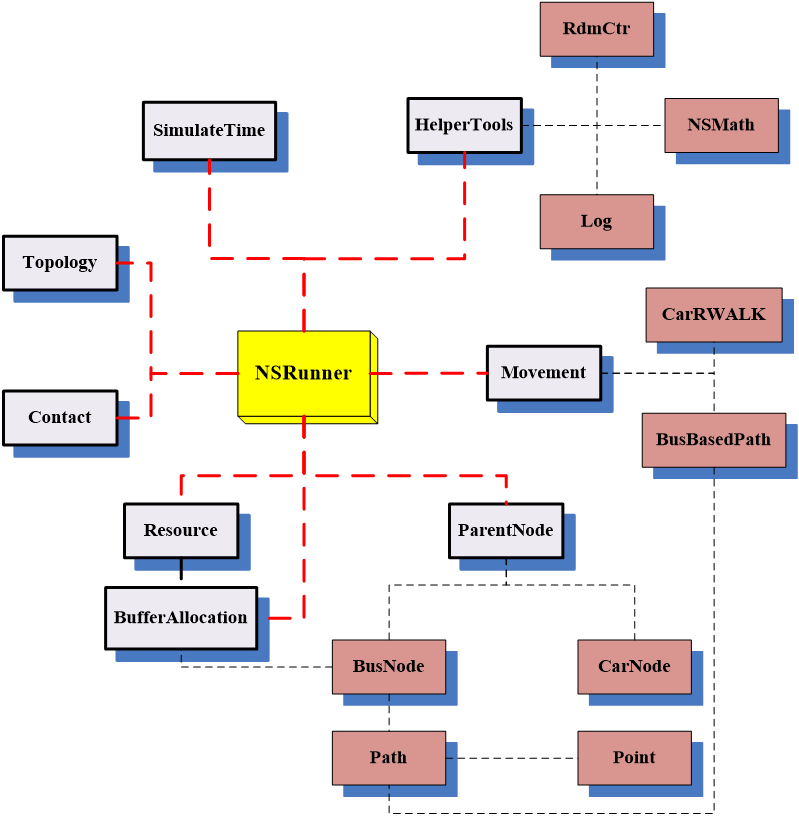 RdmCtr
SimulateTime
HelperTools
NSMath
Log
Topology
CarRWALK
NSRunner
Movement
Contact
BusBasedPath
Resource
ParentNode
BufferAllocation
BusNode
CarNode
Path
Point